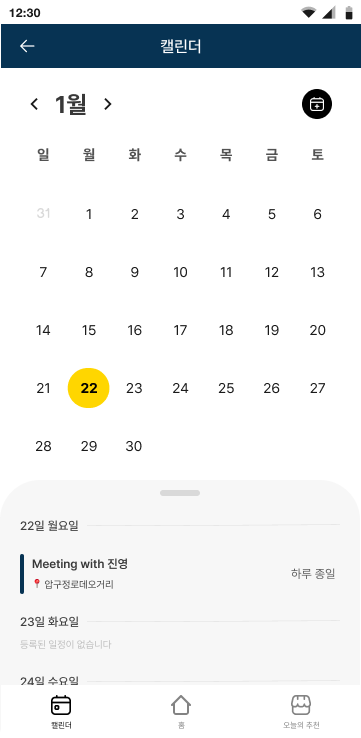 12:30
캘린더
1월
일 월 화 수 목 금 토
31 1 2 3 4 5 6
7 8 9 10 11 12 13
14 15 16 17 18 19 20
21 22 23 24 25 26 27
28 29 30
22일 월요일
Meeting with 진영
하루 종일
압구정로데오거리
23일 화요일
등록된 일정이 없습니다
24일 수요일
캘린더 홈 오늘의 추천